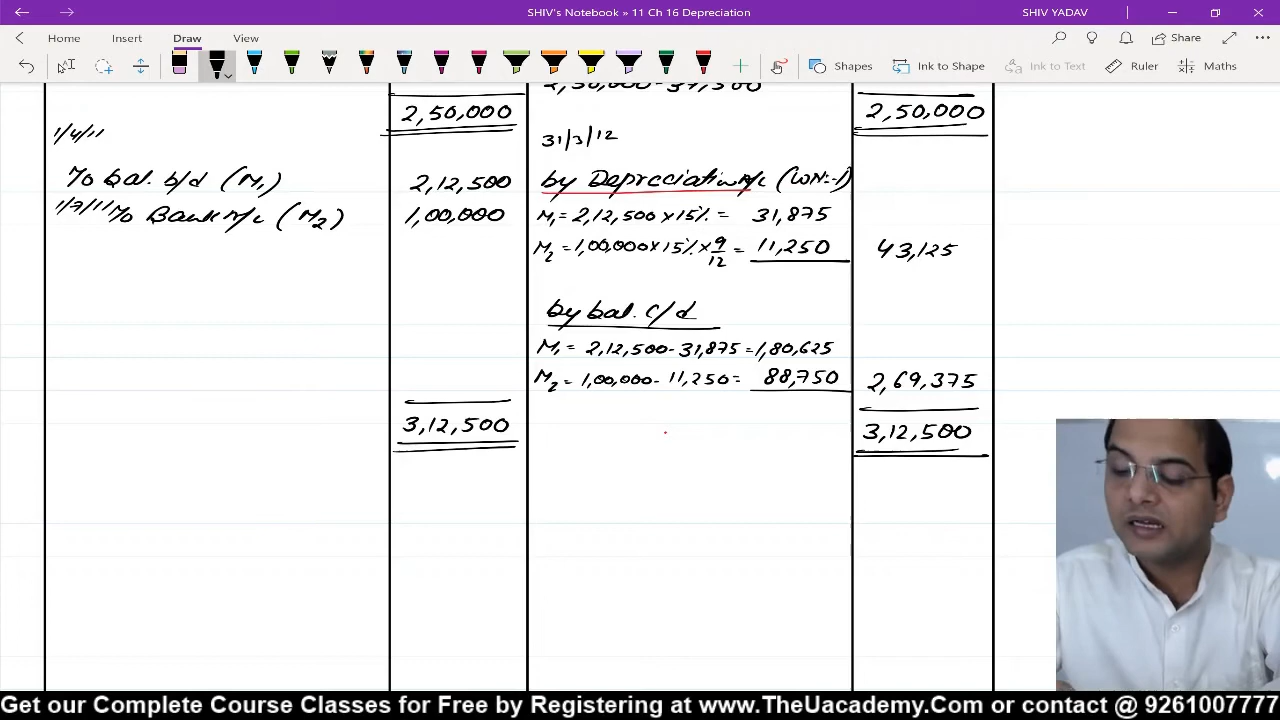 SHIV's Notebook » 11 Ch 16 Depreciation
SHIV YADAV
Home Insert Draw View
Share
Shapes
Ink to Shape
Ink to Text
Ruler
Maths
2,50,000 - 37,500
2,50,000
2,50,000
1/4/11
31/3/12
To bal. b/d (M1) 2,12,500
by Depreciation A/c (WN:-1)
1/7/11 To Bank A/c (M2) 1,00,000
M1 = 2,12,500 × 15% = 31,875
M2 = 1,00,000 × 15% × 9/12 = 11,250 43,125
by bal. c/d
M1 = 2,12,500 - 31,875 = 1,80,625
M2 = 1,00,000 - 11,250 = 88,750 2,69,375
3,12,500
3,12,500
Get our Complete Course Classes for Free by Registering at www.TheUacademy.Com or contact @ 9261007777